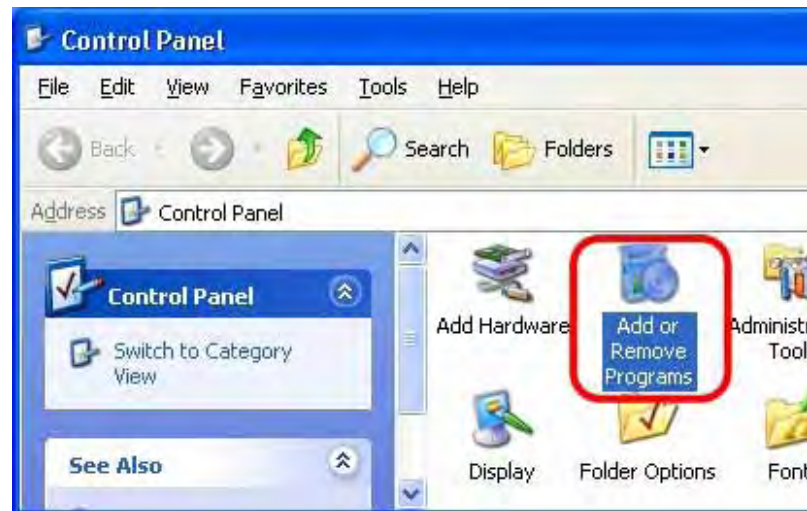 Control Panel
File Edit View Favorites Tools Help
Back Search Folders
Address Control Panel
Control Panel
Switch to Category
View
See Also
Add Hardware
Add or
Remove
Programs
Display
Folder Options